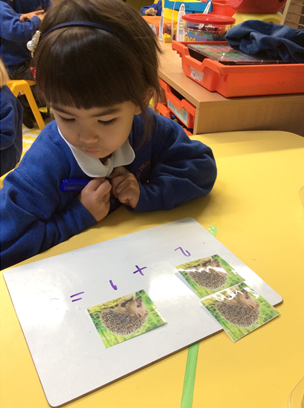 2 + 1 =